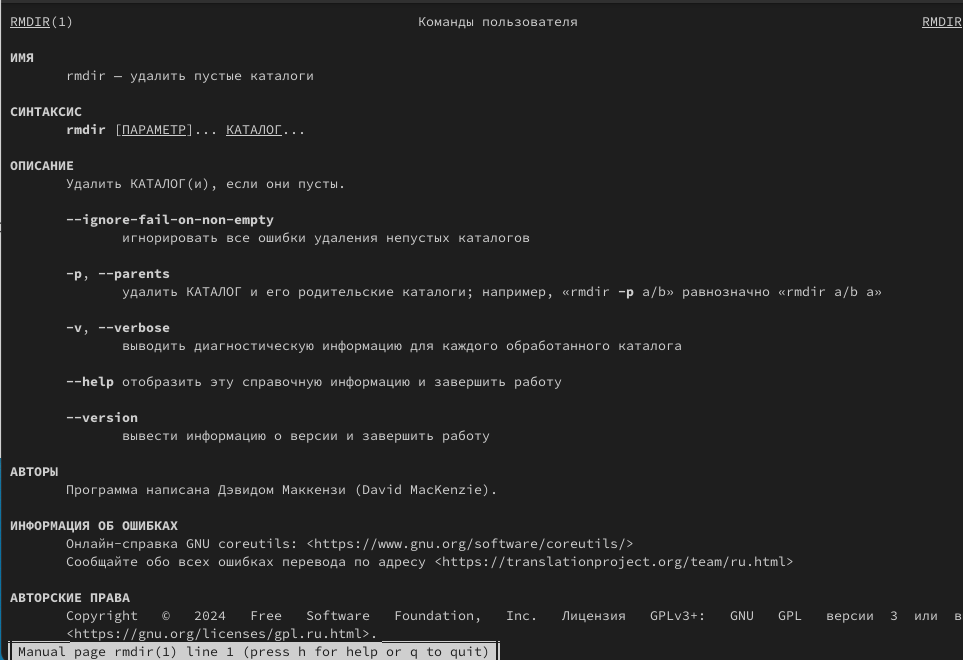 RMDIR(1) Команды пользователя RMDIR
ИМЯ
rmdir — удалить пустые каталоги
СИНТАКСИС
rmdir [ПАРАМЕТР]... КАТАЛОГ...
ОПИСАНИЕ
Удалить КАТАЛОГ(и), если они пусты.
--ignore-fail-on-non-empty
игнорировать все ошибки удаления непустых каталогов
-p, --parents
удалить КАТАЛОГ и его родительские каталоги; например, «rmdir -p a/b» равнозначно «rmdir a/b a»
-v, --verbose
выводить диагностическую информацию для каждого обработанного каталога
--help отобразить эту справочную информацию и завершить работу
--version
вывести информацию о версии и завершить работу
АВТОРЫ
Программа написана Дэвидом Маккензи (David MacKenzie).
ИНФОРМАЦИЯ ОБ ОШИБКАХ
Онлайн-справка GNU coreutils: <https://www.gnu.org/software/coreutils/>
Сообщайте обо всех ошибках перевода по адресу <https://translationproject.org/team/ru.html>
АВТОРСКИЕ ПРАВА
Copyright © 2024 Free Software Foundation, Inc. Лицензия GPLv3+: GNU GPL версии 3 или в
<https://gnu.org/licenses/gpl.ru.html>.
Manual page rmdir(1) line 1 (press h for help or q to quit)